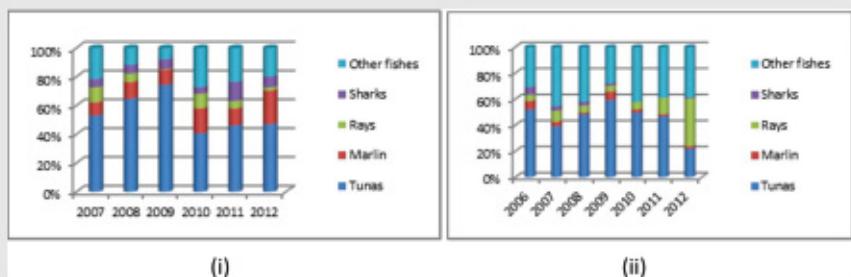 100%
80%
60%
40%
20%
0%
2007 2008 2009 2010 2011 2012
Other fishes
Sharks
Rays
Marlin
Tunas
(i)
100%
80%
60%
40%
20%
0%
2006 2007 2008 2009 2010 2011 2012
Other fishes
Sharks
Rays
Marlin
Tunas
(ii)